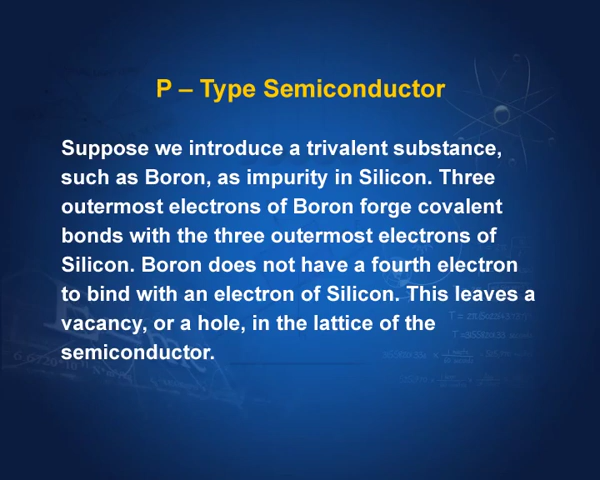 P – Type Semiconductor
Suppose we introduce a trivalent substance,
such as Boron, as impurity in Silicon. Three
outermost electrons of Boron forge covalent
bonds with the three outermost electrons of
Silicon. Boron does not have a fourth electron
to bind with an electron of Silicon. This leaves a
vacancy, or a hole, in the lattice of the
semiconductor.